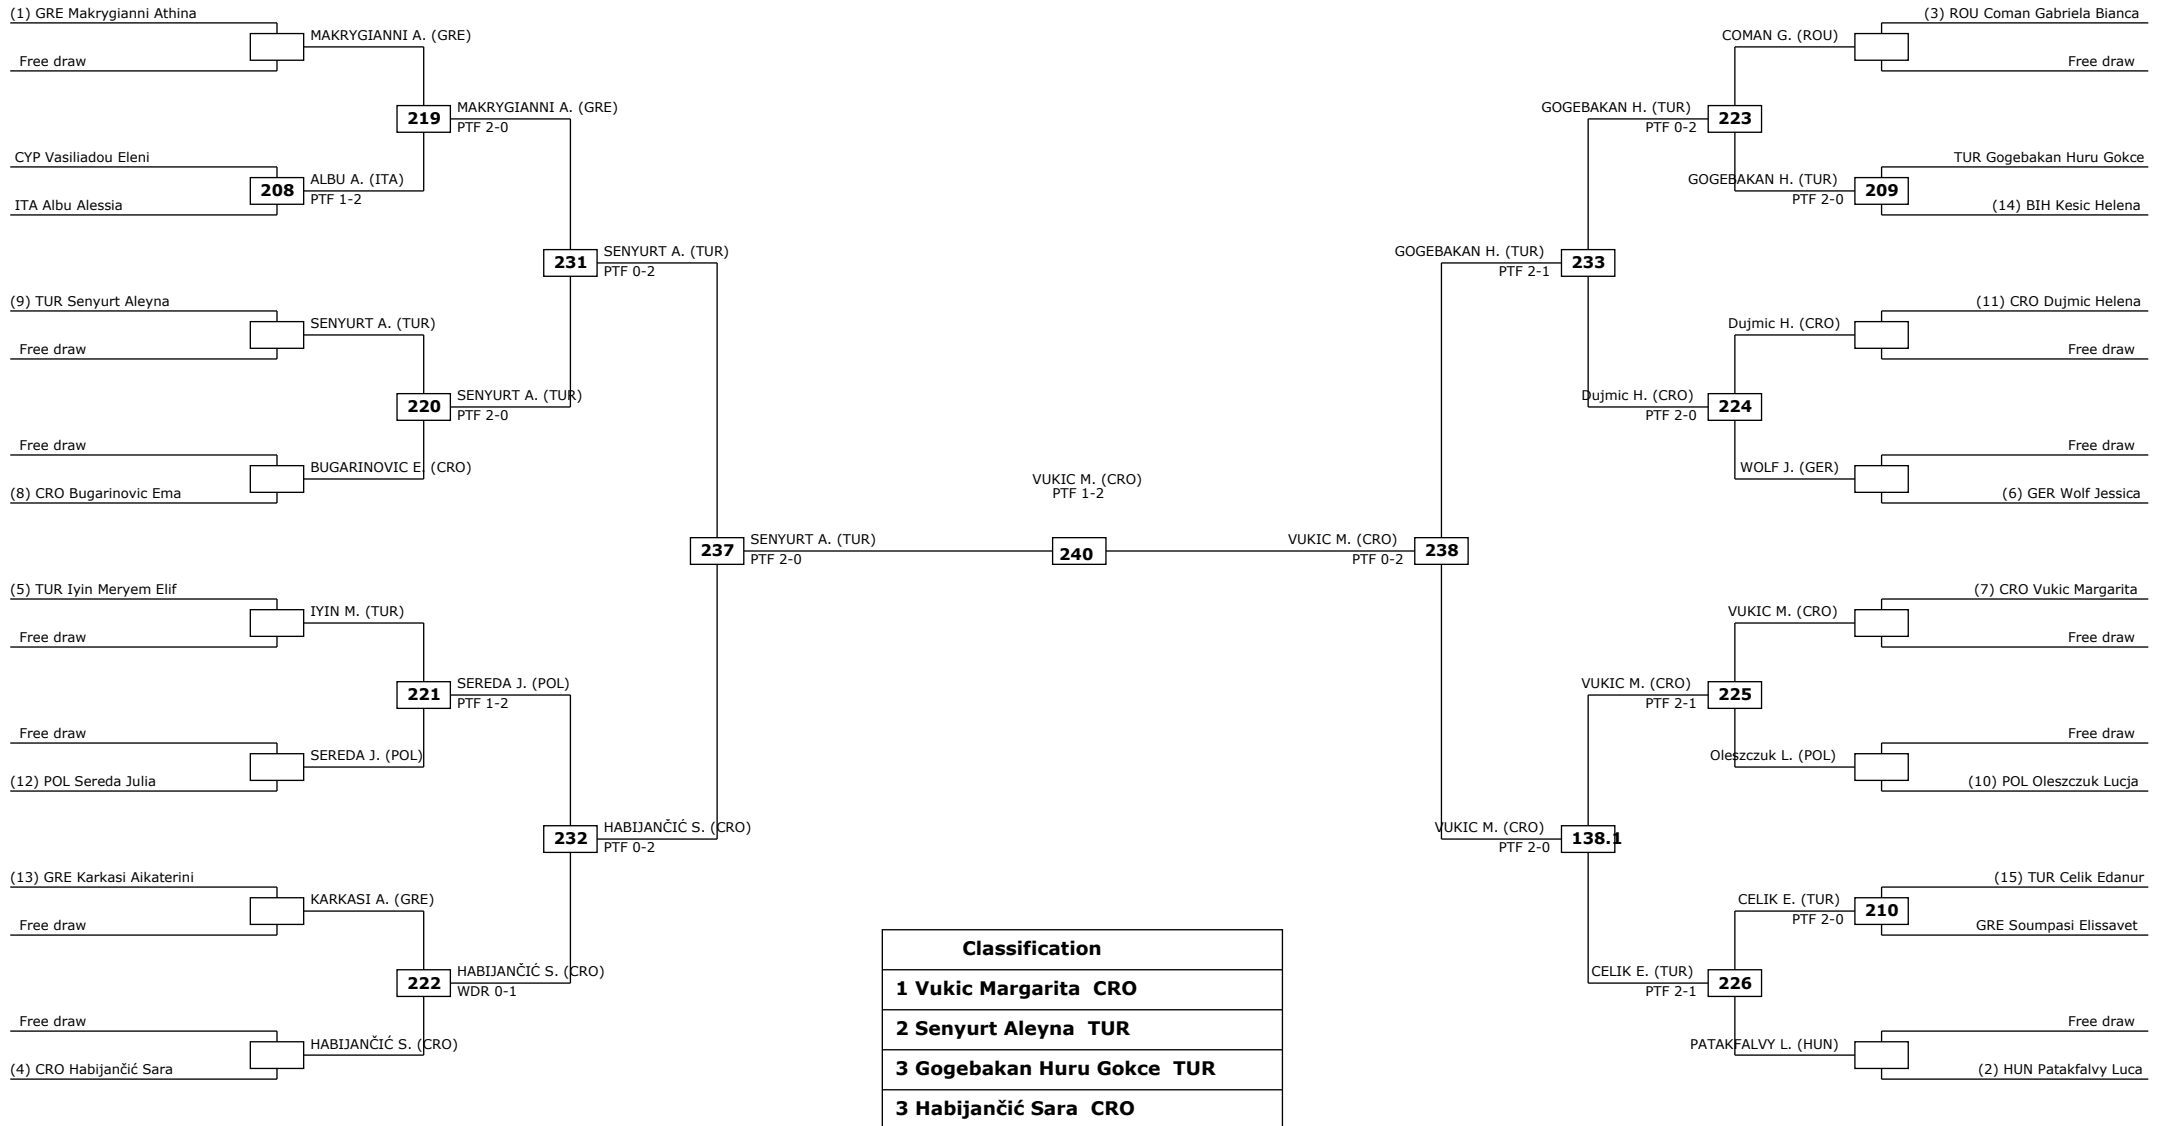 (1) GRE Makrygianni Athina
MAKRYGIANNI A. (GRE)
Free draw
219
MAKRYGIANNI A. (GRE)
PTF 2-0
CYP Vasiliadou Eleni
208
ALBU A. (ITA)
PTF 1-2
ITA Albu Alessia
231
SENYURT A. (TUR)
PTF 0-2
(9) TUR Senyurt Aleyna
SENYURT A. (TUR)
Free draw
220
SENYURT A. (TUR)
PTF 2-0
Free draw
BUGARINOVIC E. (CRO)
(8) CRO Bugarinovic Ema
237
SENYURT A. (TUR)
PTF 2-0
(5) TUR Iyin Meryem Elif
IYIN M. (TUR)
Free draw
221
SEREDA J. (POL)
PTF 1-2
Free draw
SEREDA J. (POL)
(12) POL Sereda Julia
232
HABIJANČIĆ S. (CRO)
PTF 0-2
(13) GRE Karkasi Aikaterini
KARKASI A. (GRE)
Free draw
222
HABIJANČIĆ S. (CRO)
WDR 0-1
Free draw
HABIJANČIĆ S. (CRO)
(4) CRO Habijančić Sara
VUKIC M. (CRO)
PTF 1-2
240
(3) ROU Coman Gabriela Bianca
COMAN G. (ROU)
Free draw
GOGEBAKAN H. (TUR)
PTF 0-2
223
TUR Gogebakan Huru Gokce
GOGEBAKAN H. (TUR)
PTF 2-0
209
(14) BIH Kesic Helena
GOGEBAKAN H. (TUR)
PTF 2-1
233
(11) CRO Dujmic Helena
Dujmic H. (CRO)
Free draw
Dujmic H. (CRO)
PTF 2-0
224
Free draw
WOLF J. (GER)
(6) GER Wolf Jessica
VUKIC M. (CRO)
PTF 0-2
238
(7) CRO Vukic Margarita
VUKIC M. (CRO)
Free draw
VUKIC M. (CRO)
PTF 2-1
225
Free draw
Oleszczuk L. (POL)
(10) POL Oleszczuk Lucja
VUKIC M. (CRO)
PTF 2-0
138.1
(15) TUR Celik Edanur
CELIK E. (TUR)
PTF 2-0
210
GRE Soumpasi Elissavet
CELIK E. (TUR)
PTF 2-1
226
Free draw
PATAKFALVY L. (HUN)
(2) HUN Patakfalvy Luca
Classification
1 Vukic Margarita CRO
2 Senyurt Aleyna TUR
3 Gogebakan Huru Gokce TUR
3 Habijančić Sara CRO